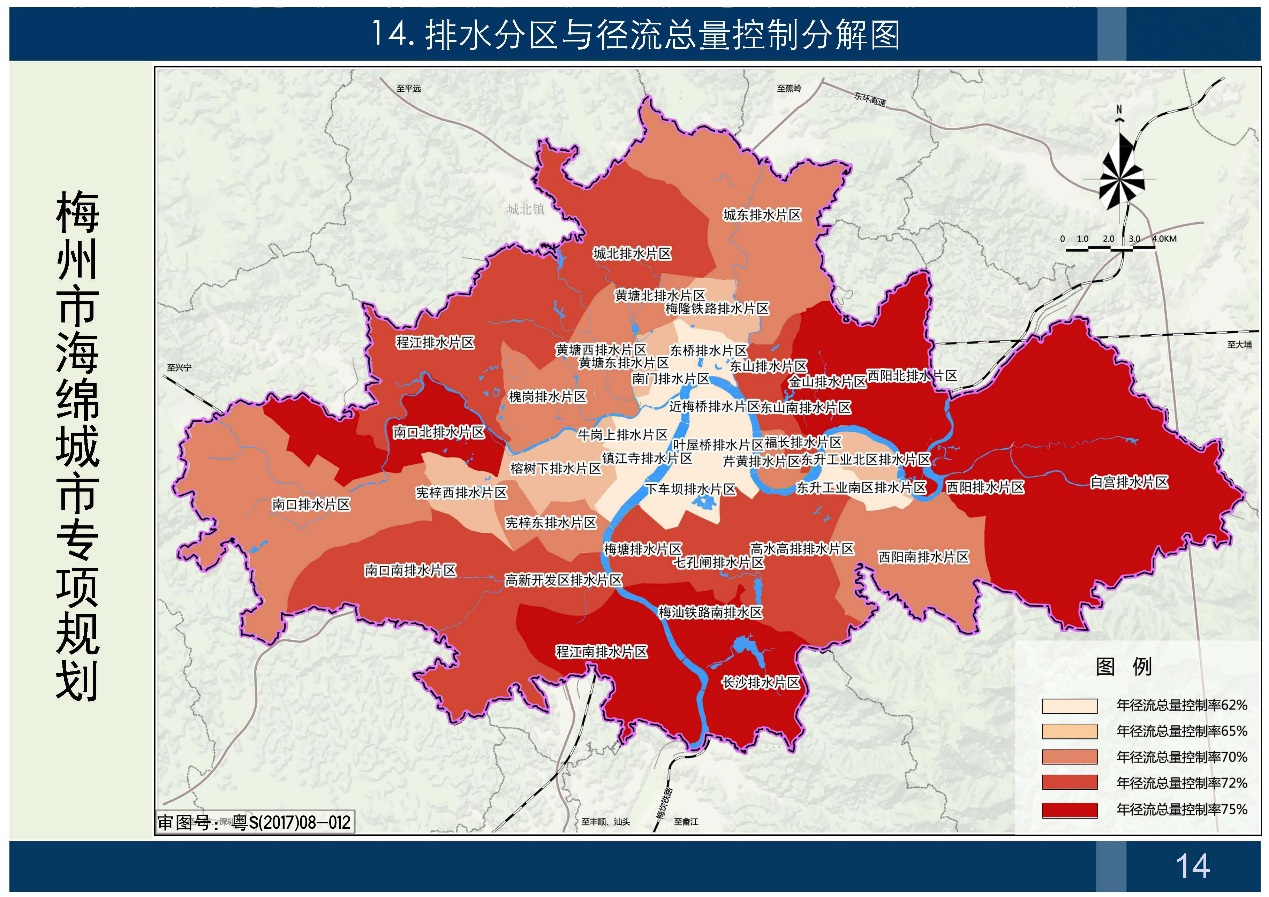 14. 排水分区与径流总量控制分解图
梅州市海绵城市专项规划
至平远
至蕉岭
东环高速
N
0 1.0 2.0 3.0 4.0KM
城北镇
城东排水片区
城北排水片区
黄塘北排水片区
梅隆铁路排水片区
程江排水片区
至大埔
黄塘西排水片区
东桥排水片区
黄塘东排水片区
东山排水片区
至兴宁
南门排水片区
金山排水片区
西阳北排水片区
槐岗排水片区
近梅桥排水片区
东山南排水片区
南口北排水片区
牛岗上排水片区
叶屋桥排水片区
福长排水片区
镇江寺排水片区
芹黄排水片区
东升工业北区排水片区
榕树下排水片区
白宫排水片区
宪梓西排水片区
下车坝排水片区
东升工业南区排水片区
西阳排水片区
南口排水片区
宪梓东排水片区
梅塘排水片区
高水高排排水片区
西阳南排水片区
七孔闸排水片区
南口南排水片区
高新开发区排水片区
梅汕铁路南排水区
程江南排水片区
长沙排水片区
图 例
年径流总量控制率62%
年径流总量控制率65%
年径流总量控制率70%
年径流总量控制率72%
年径流总量控制率75%
审图号：粤S(2017)08-012
至丰顺、汕头
梅坎铁路
至畲江
14